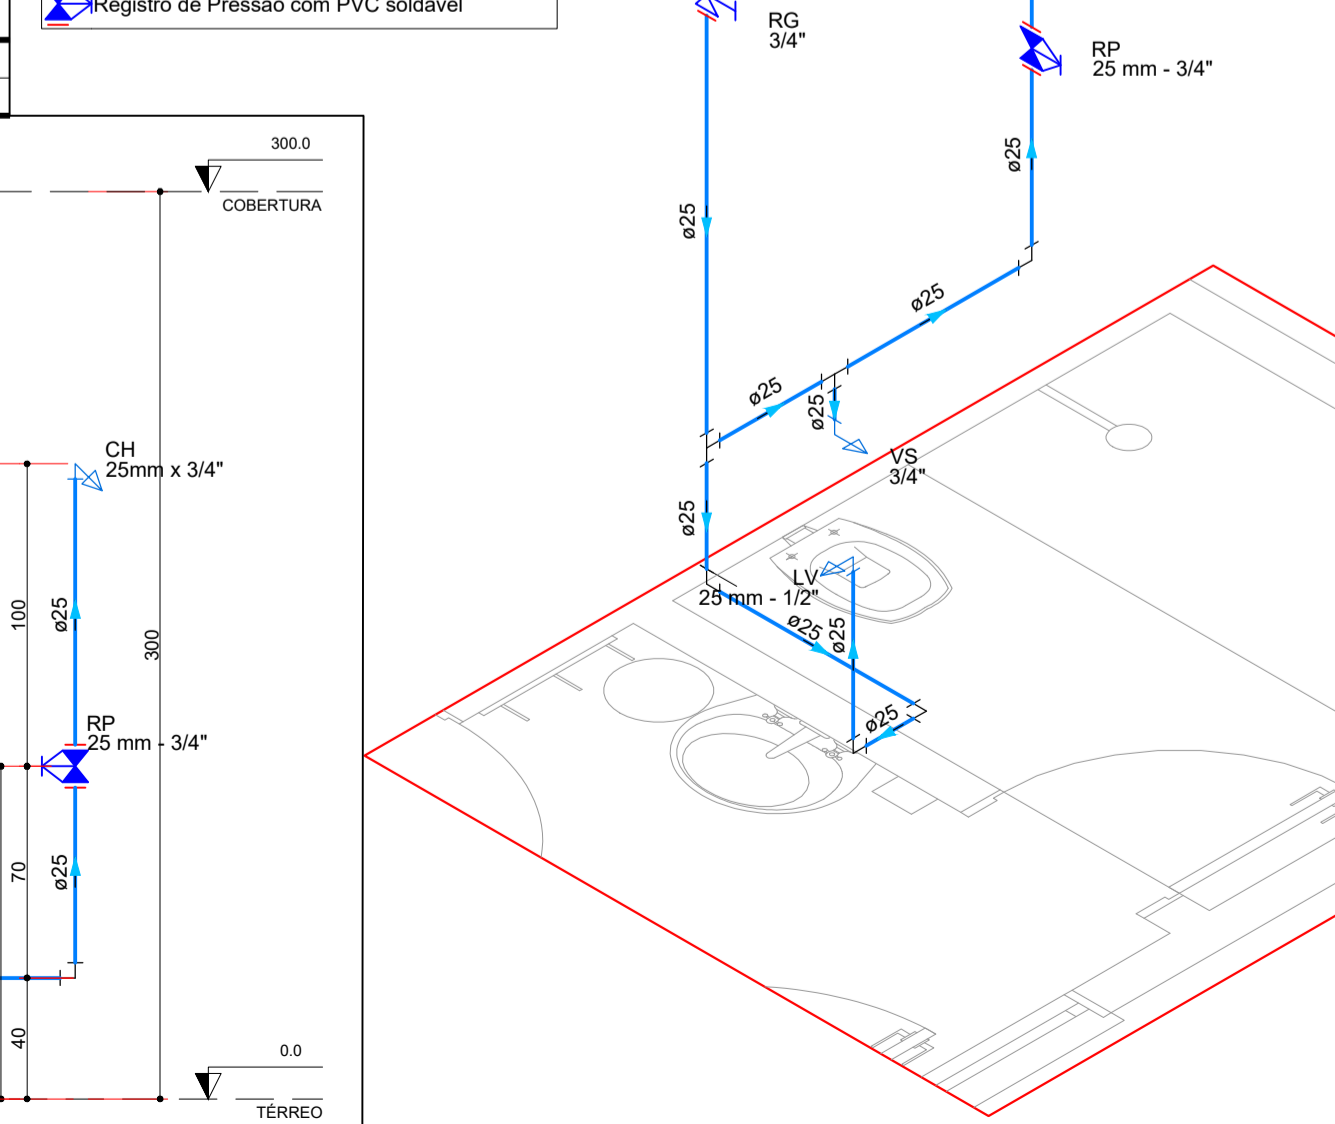 Registro de Pressão com PVC soldável
RG
3/4"
RP
25 mm - 3/4"
300.0
COBERTURA
ø25
ø25
ø25
ø25
ø25
CH
25mm x 3/4"
VS
3/4"
ø25
LV
25 mm - 1/2"
ø25
ø25
ø25
100
ø25
300
RP
25 mm - 3/4"
70
ø25
40
0.0
TÉRREO